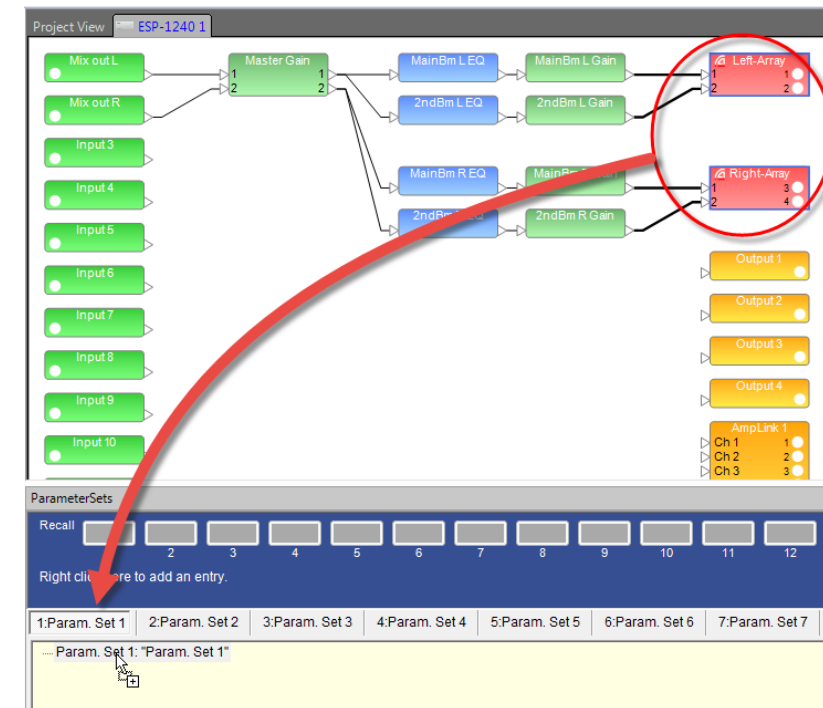 Project View ESP-1240 1
Mix out L Master Gain MainBm L EQ MainBm L Gain Left-Array
1 1 1 1
Mix out R 2 2 2ndBm L EQ 2ndBm L Gain 2 2
Input 3
Input 4 MainBm R EQ Right-Array
1 3
2ndBm R Gain 2 4
Input 5
Output 1
Input 6
Output 2
Input 7
Output 3
Input 8
Output 4
Input 9
AmpLink 1
Input 10 Ch 1 1
Ch 2 2
Ch 3 3
ParameterSets
Recall
2 3 4 5 6 7 8 9 10 11 12
Right click here to add an entry.
1:Param. Set 1 2:Param. Set 2 3:Param. Set 3 4:Param. Set 4 5:Param. Set 5 6:Param. Set 6 7:Param. Set 7
Param. Set 1: "Param. Set 1"